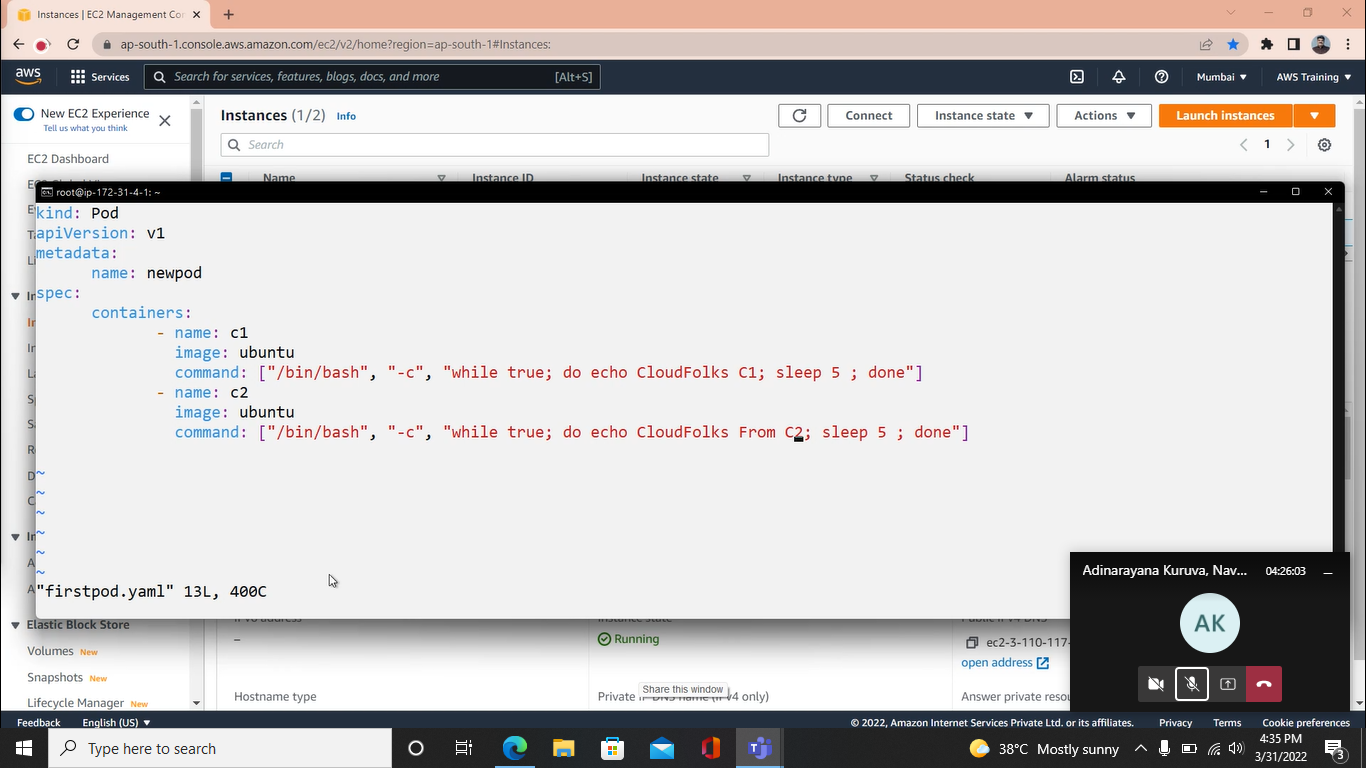 Instances | EC2 Management Con
ap-south-1.console.aws.amazon.com/ec2/v2/home?region=ap-south-1#Instances:
aws
Services
Search for services, features, blogs, docs, and more
[Alt+S]
Mumbai
AWS Training
New EC2 Experience
Tell us what you think
EC2 Dashboard
Instances (1/2) Info
Connect
Instance state
Actions
Launch instances
Search
1
Name
Instance ID
Instance state
Instance type
Status check
Alarm status
root@ip-172-31-4-1: ~
kind: Pod
apiVersion: v1
metadata:
name: newpod
spec:
containers:
- name: c1
image: ubuntu
command: ["/bin/bash", "-c", "while true; do echo CloudFolks C1; sleep 5 ; done"]
- name: c2
image: ubuntu
command: ["/bin/bash", "-c", "while true; do echo CloudFolks From C2; sleep 5 ; done"]
~
~
~
~
~
~
"firstpod.yaml" 13L, 400C
Adinarayana Kuruva, Nav...
04:26:03
AK
Elastic Block Store
Volumes New
Snapshots New
Lifecycle Manager New
Instance state
–
Running
Public IPv4 DNS
ec2-3-110-117-
open address
Hostname type
Share this window
Private IP DNS name (IPv4 only)
Answer private resou
Feedback
English (US)
© 2022, Amazon Internet Services Private Ltd. or its affiliates.
Privacy
Terms
Cookie preferences
Type here to search
38°C Mostly sunny
4:35 PM
3/31/2022
3